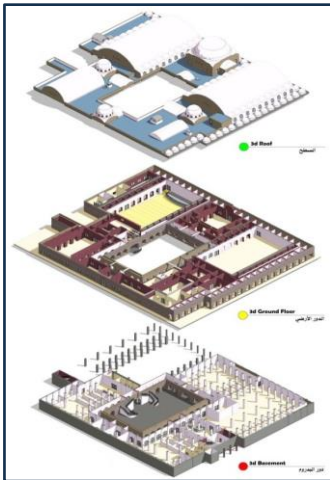 3d Roof
السطح
3d Ground Floor
الدور الأرضي
3d Basement
دور البدروم